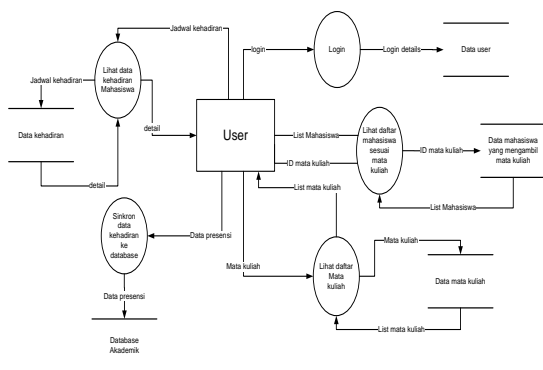 Jadwal kehadiran
login
Login
Login details
Data user
Lihat data
kehadiran
Mahasiswa
Jadwal kehadiran
Data kehadiran
detail
detail
User
List Mahasiswa
ID mata kuliah
List mata kuliah
Lihat daftar
mahasiswa
sesuai
mata
kuliah
ID mata kuliah
Data mahasiswa
yang mengambil
mata kuliah
List Mahasiswa
Sinkron
data
kehadiran
ke
database
Data presensi
Mata kuliah
Lihat daftar
Mata
kuliah
Mata kuliah
Data mata kuliah
List mata kuliah
Data presensi
Database
Akademik